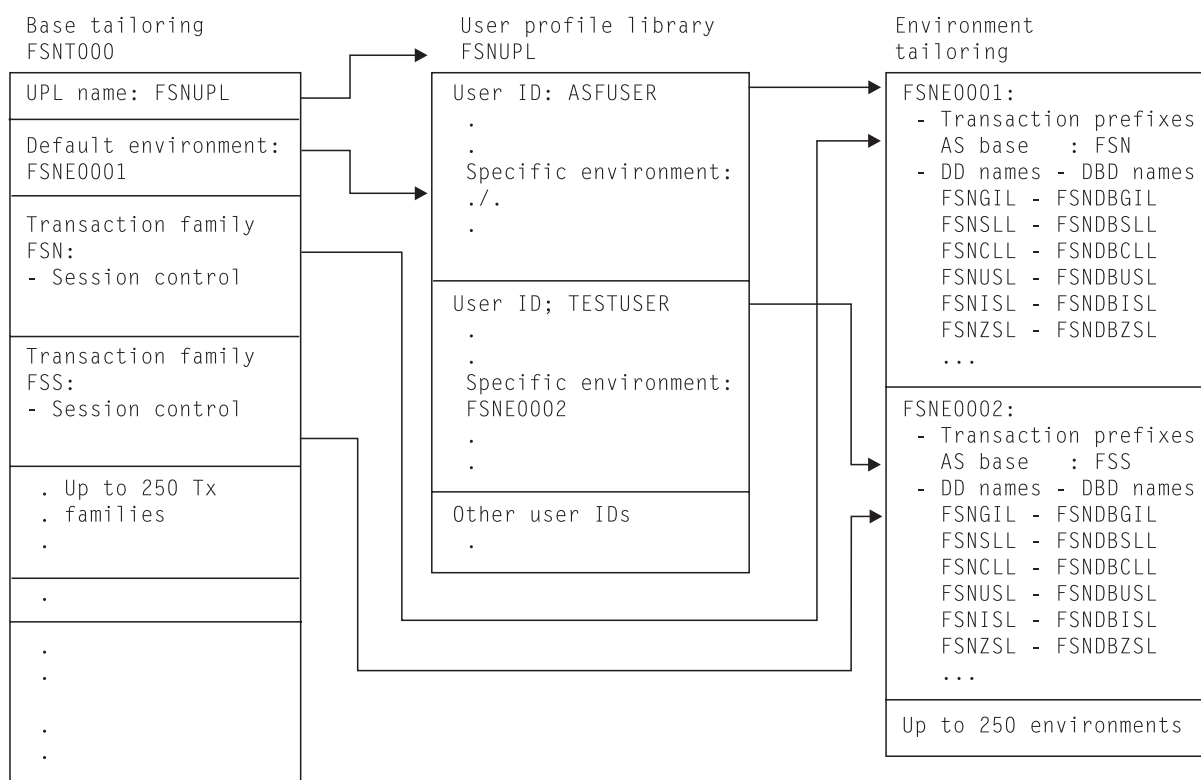 Base tailoring
FSNT000
UPL name: FSNUPL
Default environment:
FSNE0001
Transaction family
FSN:
- Session control
Transaction family
FSS:
- Session control
. Up to 250 Tx
. families
.
.
.
.
.
.
User profile library
FSNUPL
User ID: ASFUSER
.
.
Specific environment:
./.
.
User ID; TESTUSER
.
.
Specific environment:
FSNE0002
.
.
Other user IDs
.
Environment
tailoring
FSNE0001:
- Transaction prefixes
AS base : FSN
- DD names - DBD names
FSNGIL - FSNDBGIL
FSNSLL - FSNDBSLL
FSNCLL - FSNDBCLL
FSNUSL - FSNDBUSL
FSNISL - FSNDBISL
FSNZSL - FSNDBZSL
...
FSNE0002:
- Transaction prefixes
AS base : FSS
- DD names - DBD names
FSNGIL - FSNDBGIL
FSNSLL - FSNDBSLL
FSNCLL - FSNDBCLL
FSNUSL - FSNDBUSL
FSNISL - FSNDBISL
FSNZSL - FSNDBZSL
...
Up to 250 environments